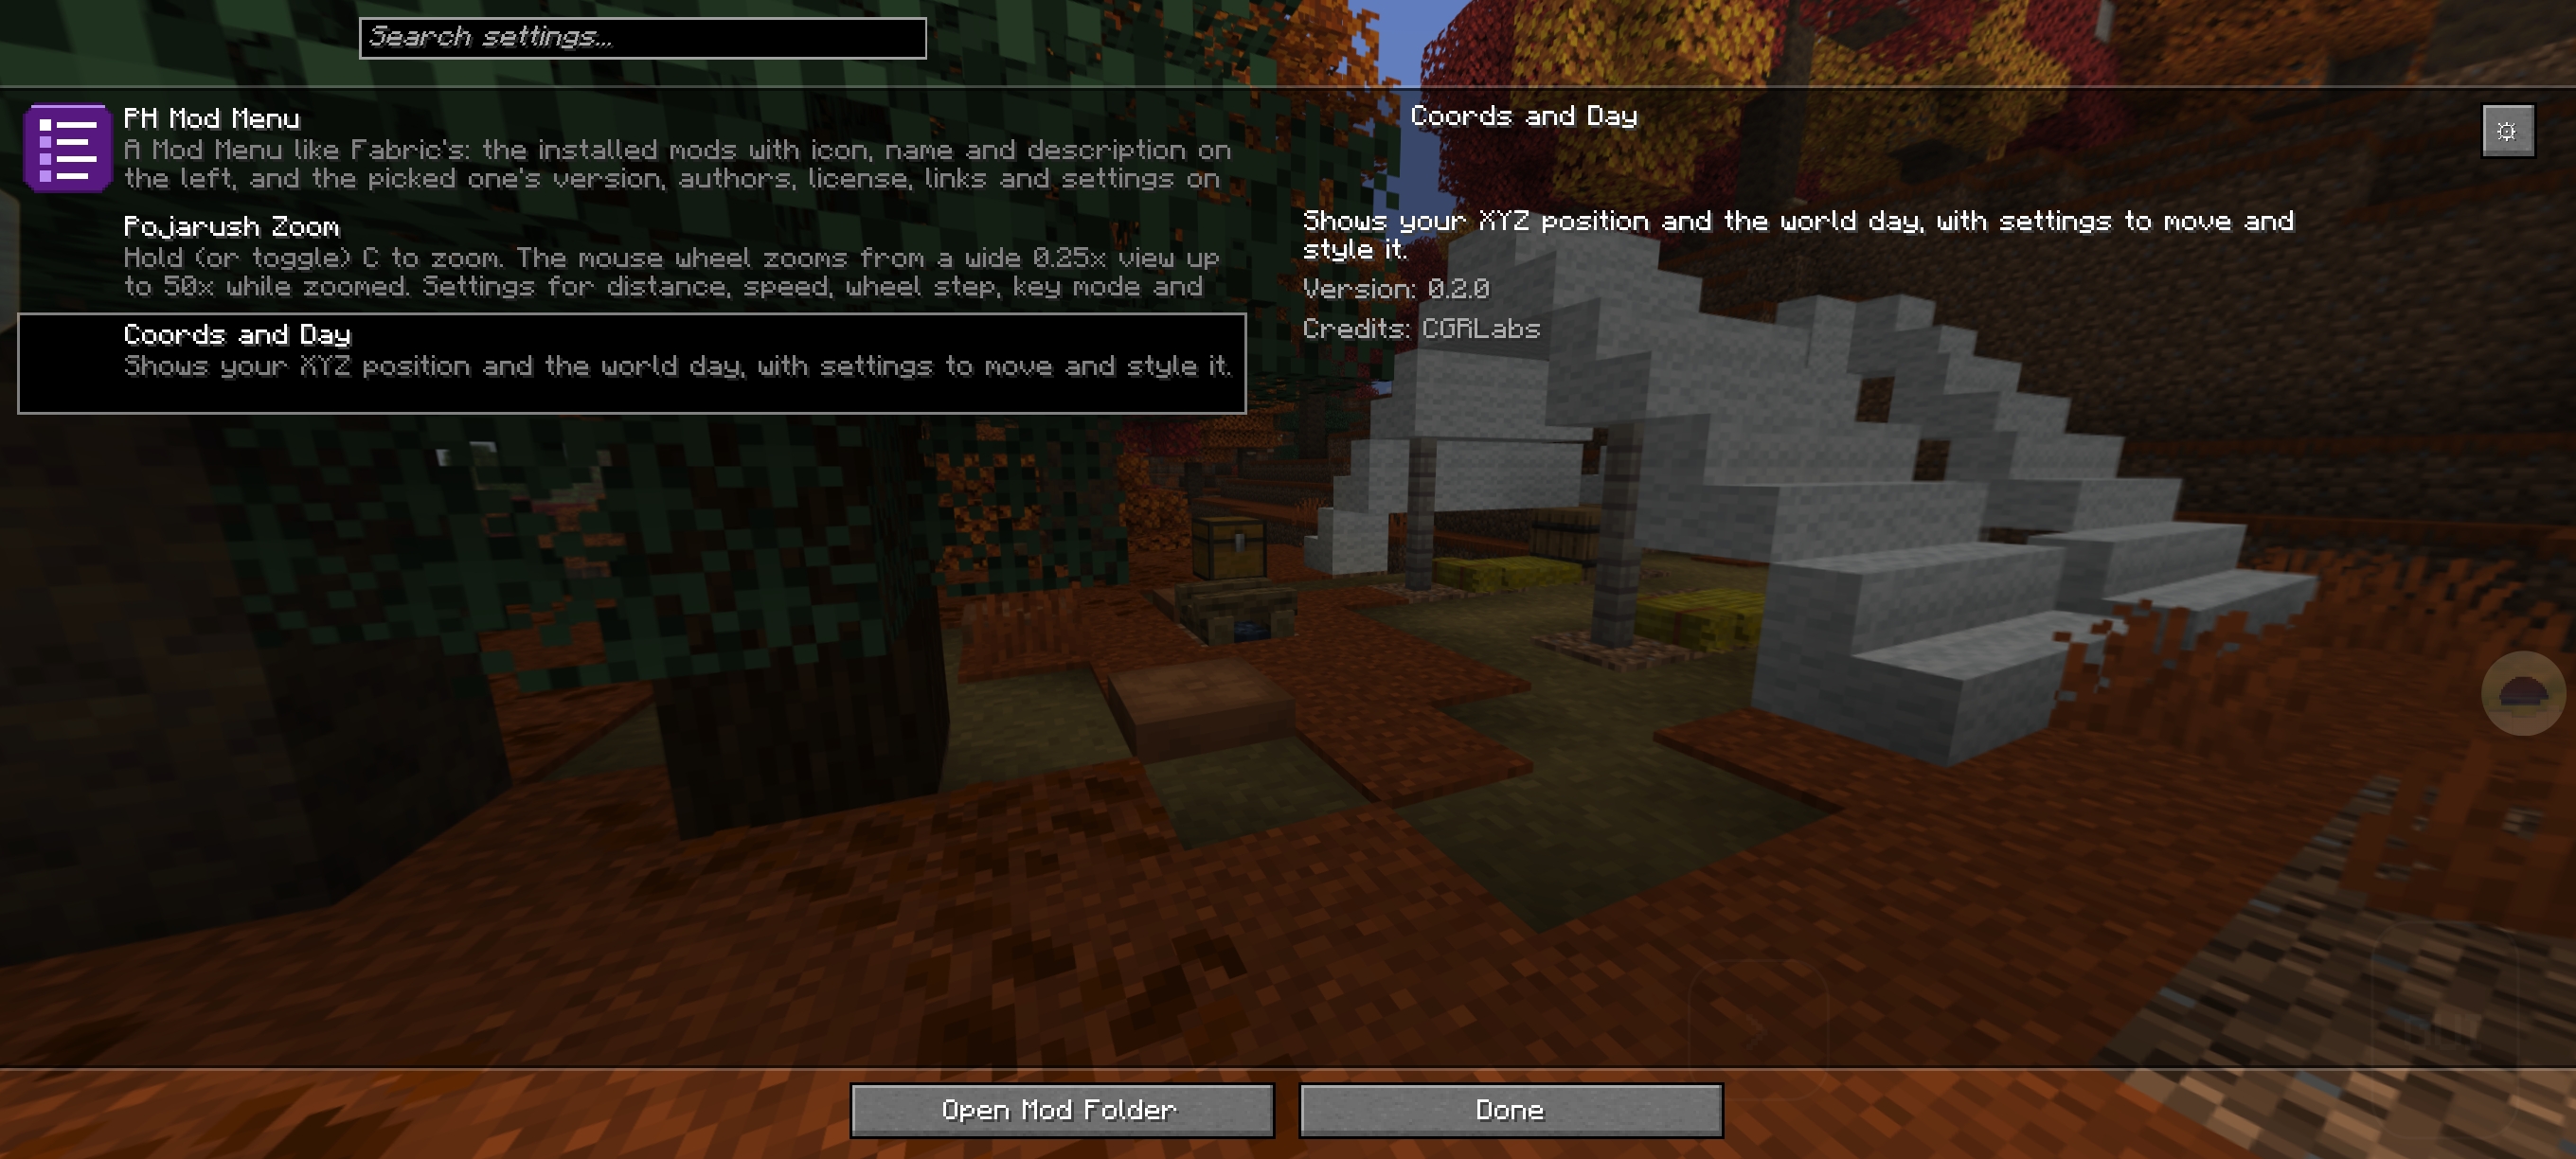 Search settings...
PH Mod Menu
A Mod Menu like Fabric's: the installed mods with icon, name and description on
the left, and the picked one's version, authors, license, links and settings on
Pojarush Zoom
Hold (or toggle) C to zoom. The mouse wheel zooms from a wide 0.25x view up
to 50x while zoomed. Settings for distance, speed, wheel step, key mode and
Coords and Day
Shows your XYZ position and the world day, with settings to move and style it.
Coords and Day
Shows your XYZ position and the world day, with settings to move and
style it.
Version: 0.2.0
Credits: CGRLabs
Open Mod Folder
Done